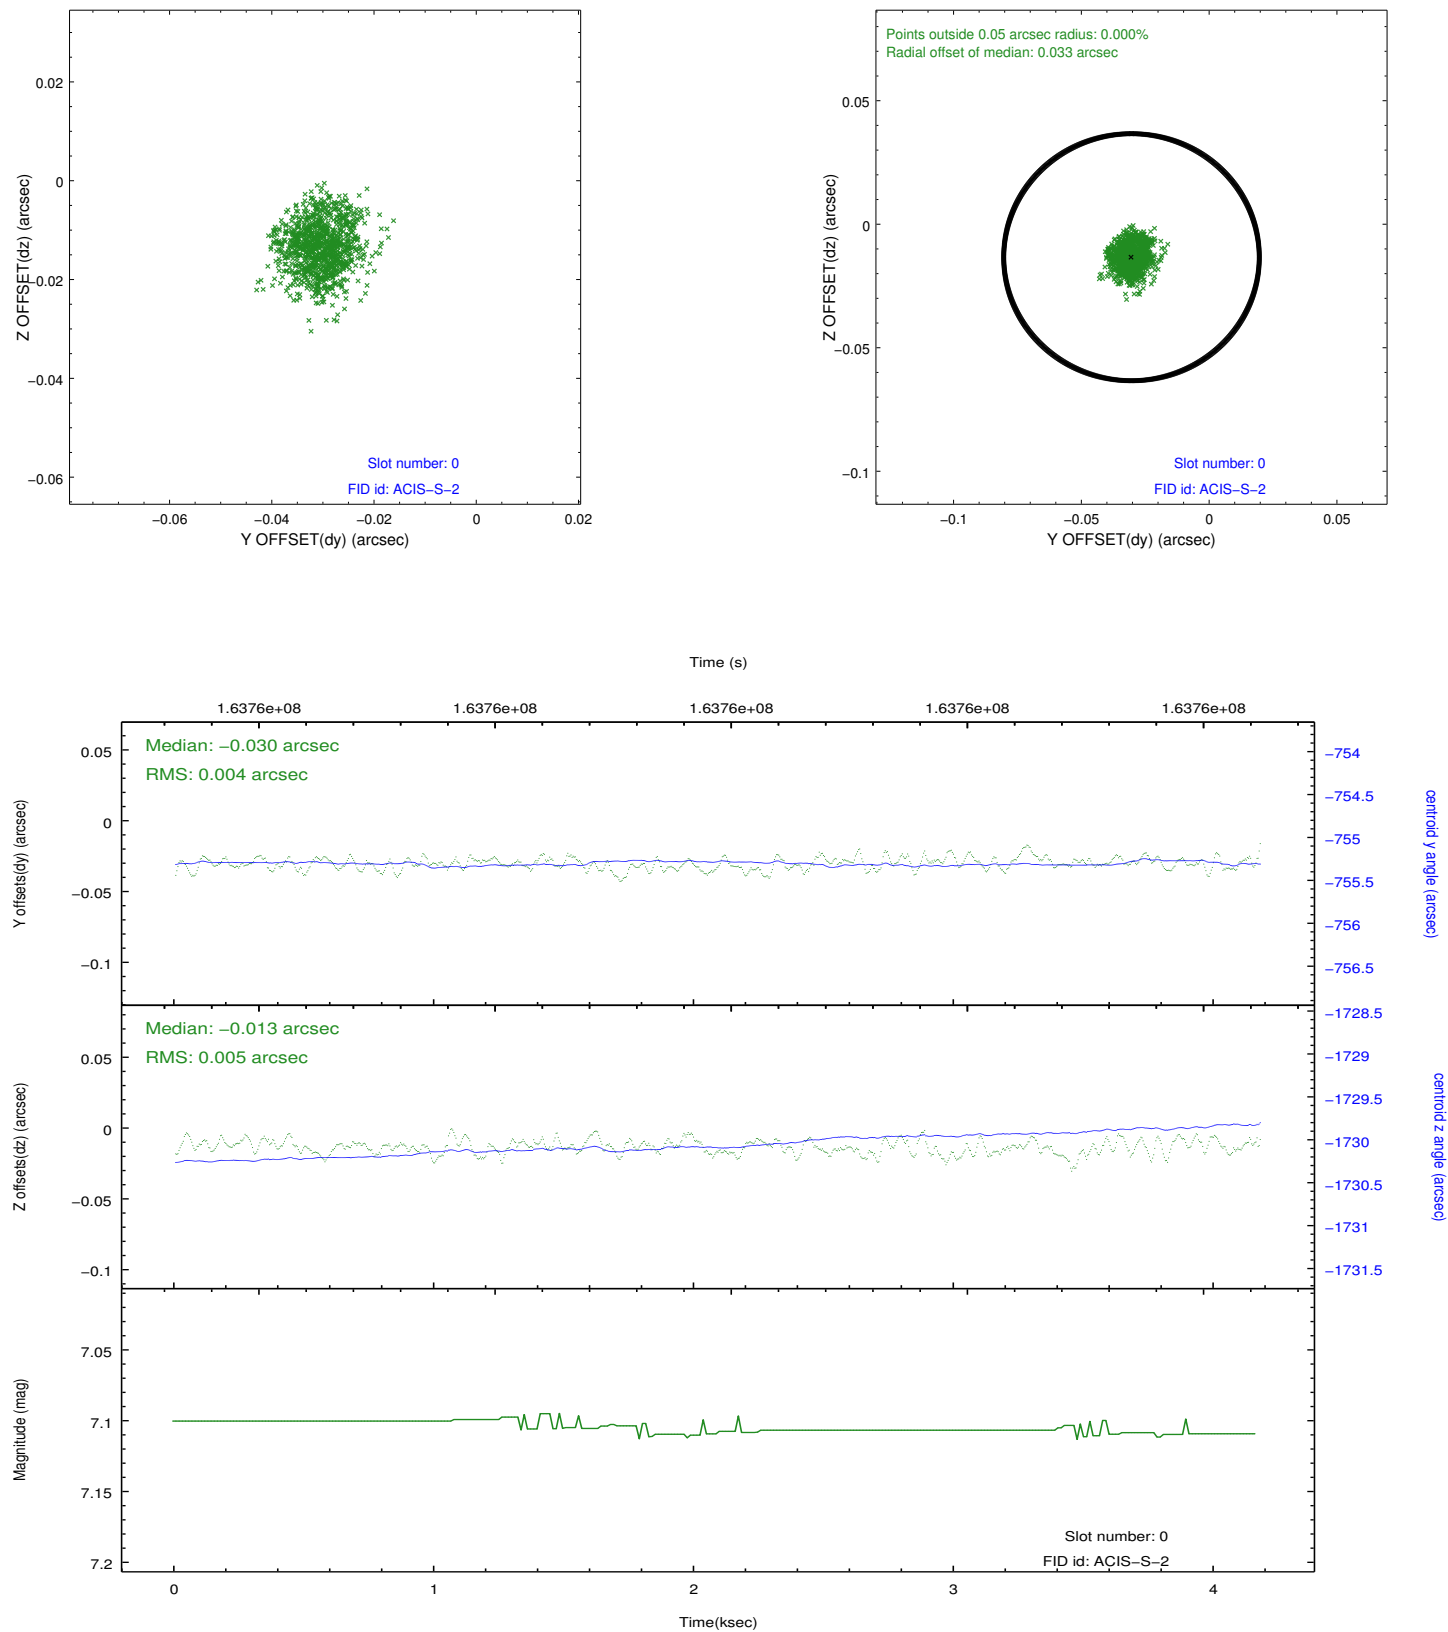 0.02
0
−0.02
−0.04
−0.06
Z OFFSET(dz) (arcsec)
Slot number: 0
FID id: ACIS−S−2
−0.06 −0.04 −0.02 0 0.02
Y OFFSET(dy) (arcsec)
Points outside 0.05 arcsec radius: 0.000%
Radial offset of median: 0.033 arcsec
0.05
0
−0.05
−0.1
Z OFFSET(dz) (arcsec)
Slot number: 0
FID id: ACIS−S−2
−0.1 −0.05 0 0.05
Y OFFSET(dy) (arcsec)
Time (s)
1.6376e+08 1.6376e+08 1.6376e+08 1.6376e+08 1.6376e+08
Median: −0.030 arcsec
RMS: 0.004 arcsec
0.05
0
−0.05
−0.1
Y offsets(dy) (arcsec)
−754
−754.5
−755
−755.5
−756
−756.5
centroid y angle (arcsec)
Median: −0.013 arcsec
RMS: 0.005 arcsec
0.05
0
−0.05
−0.1
Z offsets(dz) (arcsec)
−1728.5
−1729
−1729.5
−1730
−1730.5
−1731
−1731.5
centroid z angle (arcsec)
7.05
7.1
7.15
7.2
Magnitude (mag)
Slot number: 0
FID id: ACIS−S−2
0 1 2 3 4
Time(ksec)